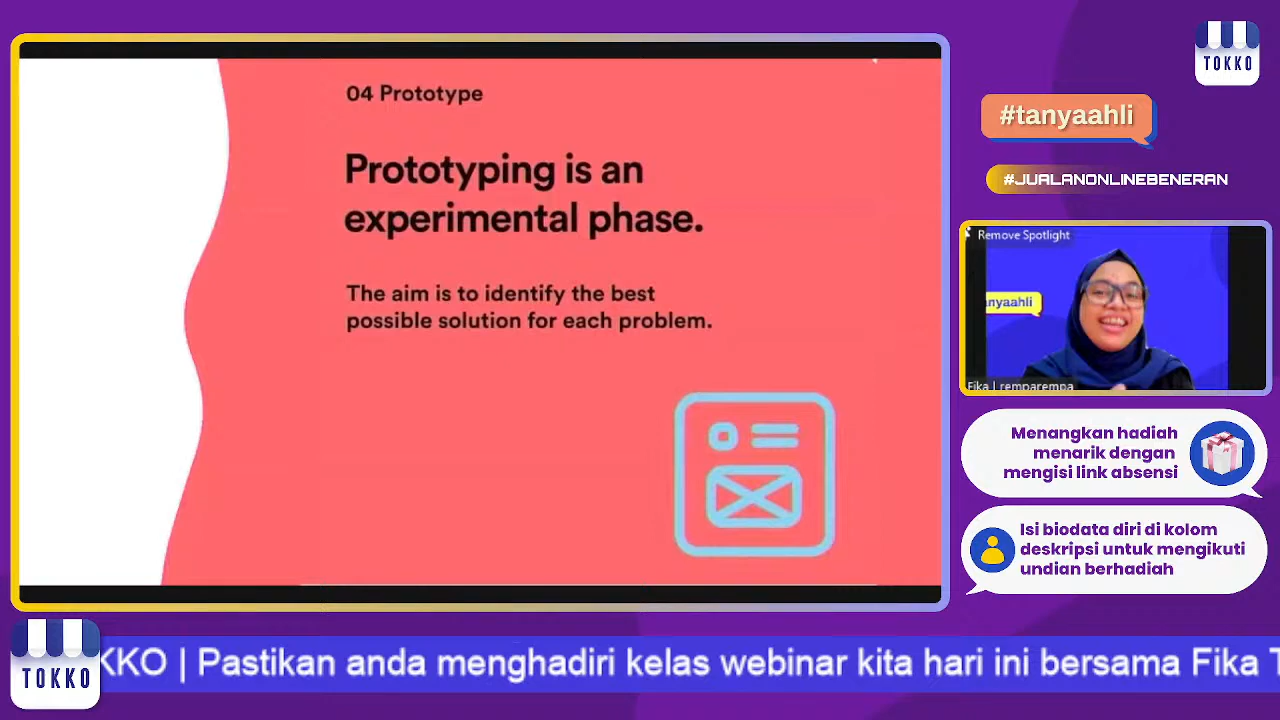 04 Prototype
Prototyping is an
experimental phase.
The aim is to identify the best
possible solution for each problem.
TOKKO
#tanyaahli
#JUALANONLINEBENERAN
Remove Spotlight
anyaahli
Fika | remparempa
Menangkan hadiah
menarik dengan
mengisi link absensi
Isi biodata diri di kolom
deskripsi untuk mengikuti
undian berhadiah
TOKKO
KKO | Pastikan anda menghadiri kelas webinar kita hari ini bersama Fika T